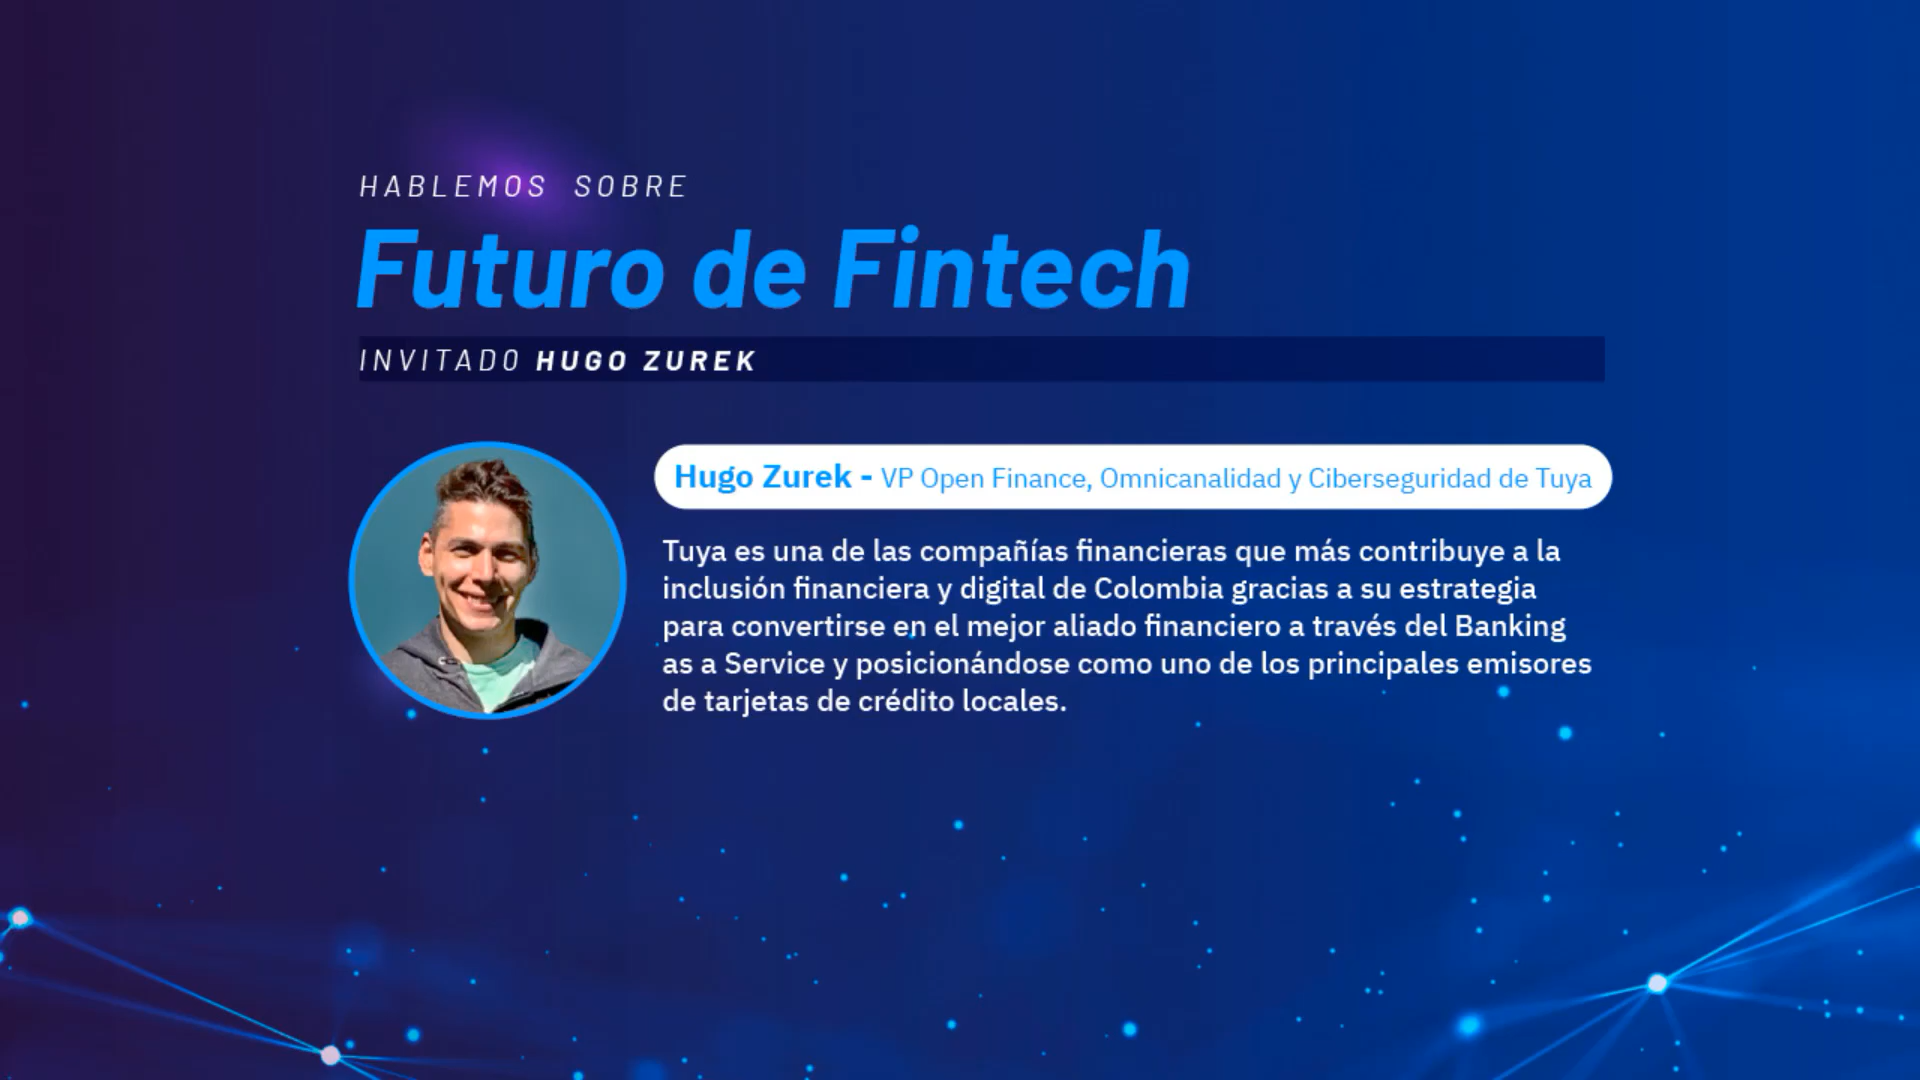 HABLEMOS SOBRE
Futuro de Fintech
INVITADO HUGO ZUREK
Hugo Zurek - VP Open Finance, Omnicanalidad y Ciberseguridad de Tuya
Tuya es una de las compañías financieras que más contribuye a la
inclusión financiera y digital de Colombia gracias a su estrategia
para convertirse en el mejor aliado financiero a través del Banking
as a Service y posicionándose como uno de los principales emisores
de tarjetas de crédito locales.